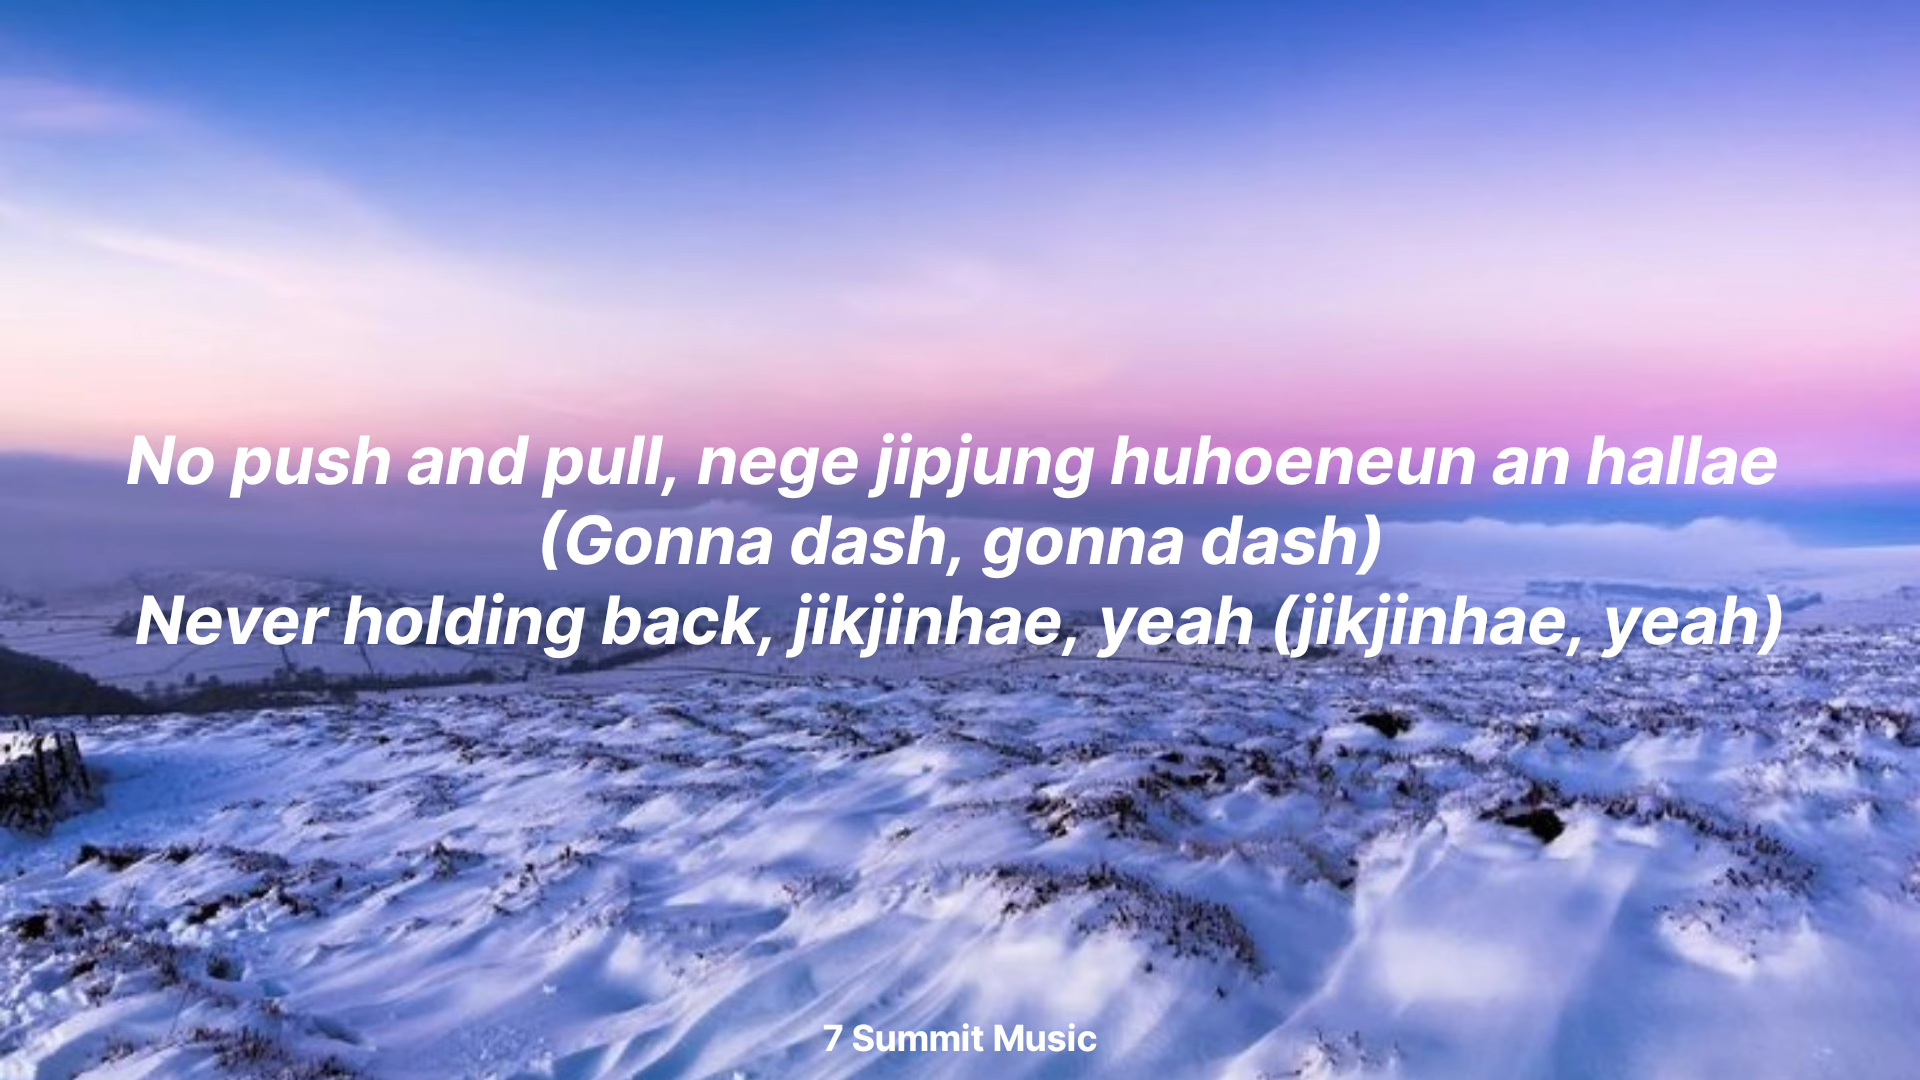 No push and pull, nege jipjung huhoeneun an hallae
(Gonna dash, gonna dash)
Never holding back, jikjinhae, yeah (jikjinhae, yeah)
7 Summit Music